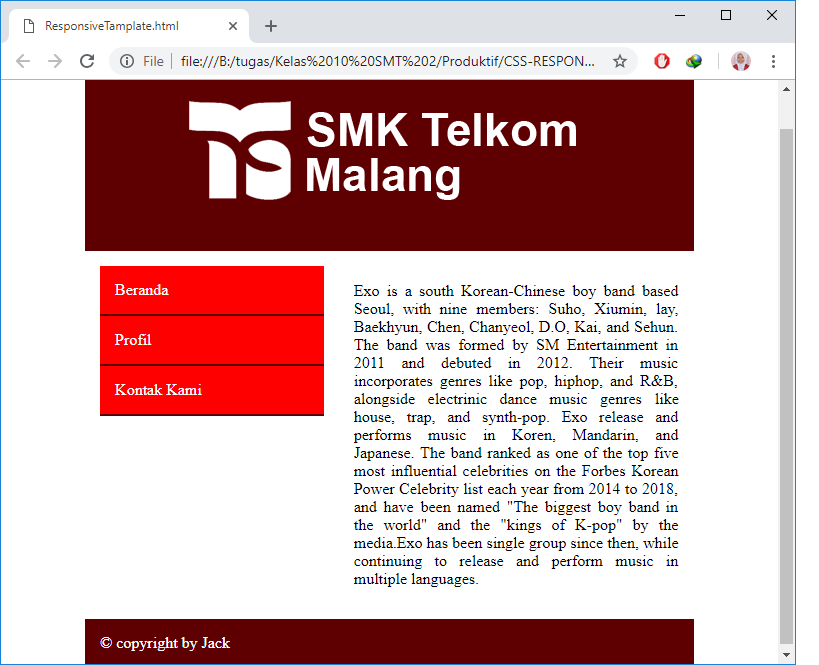 ResponsiveTamplate.html
File
file:///B:/tugas/Kelas%2010%20SMT%202/Produktif/CSS-RESPON...
SMK Telkom
Malang
Beranda
Profil
Kontak Kami
Exo is a south Korean-Chinese boy band based
Seoul, with nine members: Suho, Xiumin, lay,
Baekhyun, Chen, Chanyeol, D.O, Kai, and Sehun.
The band was formed by SM Entertainment in
2011 and debuted in 2012. Their music
incorporates genres like pop, hiphop, and R&B,
alongside electrinic dance music genres like
house, trap, and synth-pop. Exo release and
performs music in Koren, Mandarin, and
Japanese. The band ranked as one of the top five
most influential celebrities on the Forbes Korean
Power Celebrity list each year from 2014 to 2018,
and have been named "The biggest boy band in
the world" and the "kings of K-pop" by the
media.Exo has been single group since then, while
continuing to release and perform music in
multiple languages.
© copyright by Jack